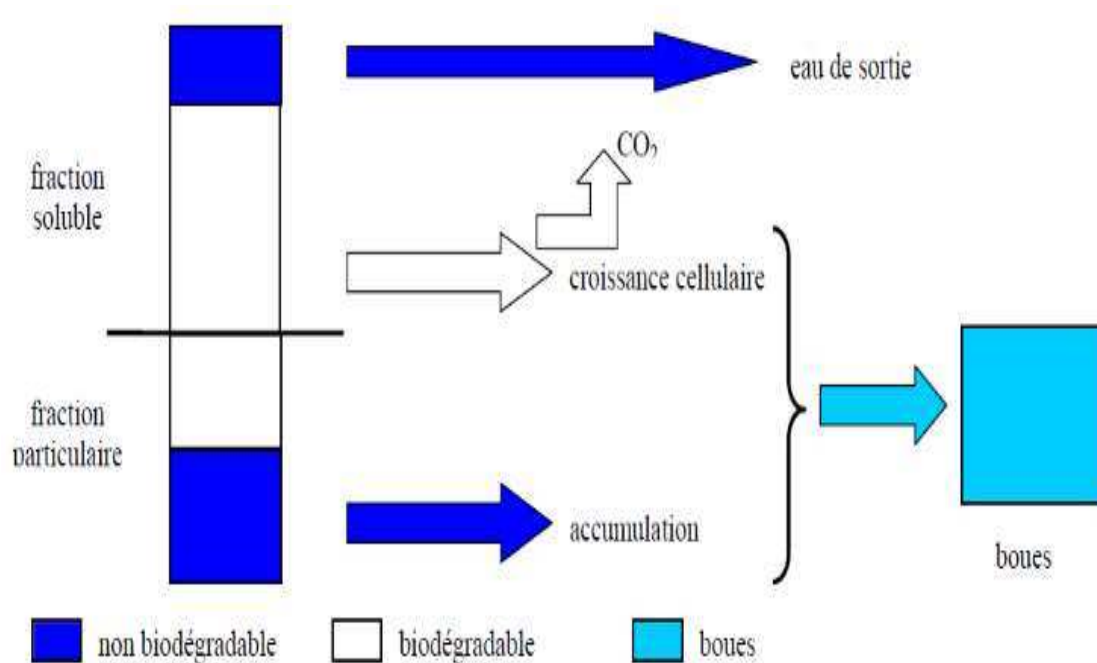 eau de sortie
CO₂
fraction
soluble
croissance cellulaire
fraction
particulaire
accumulation
boues
non biodégradable
biodégradable
boues